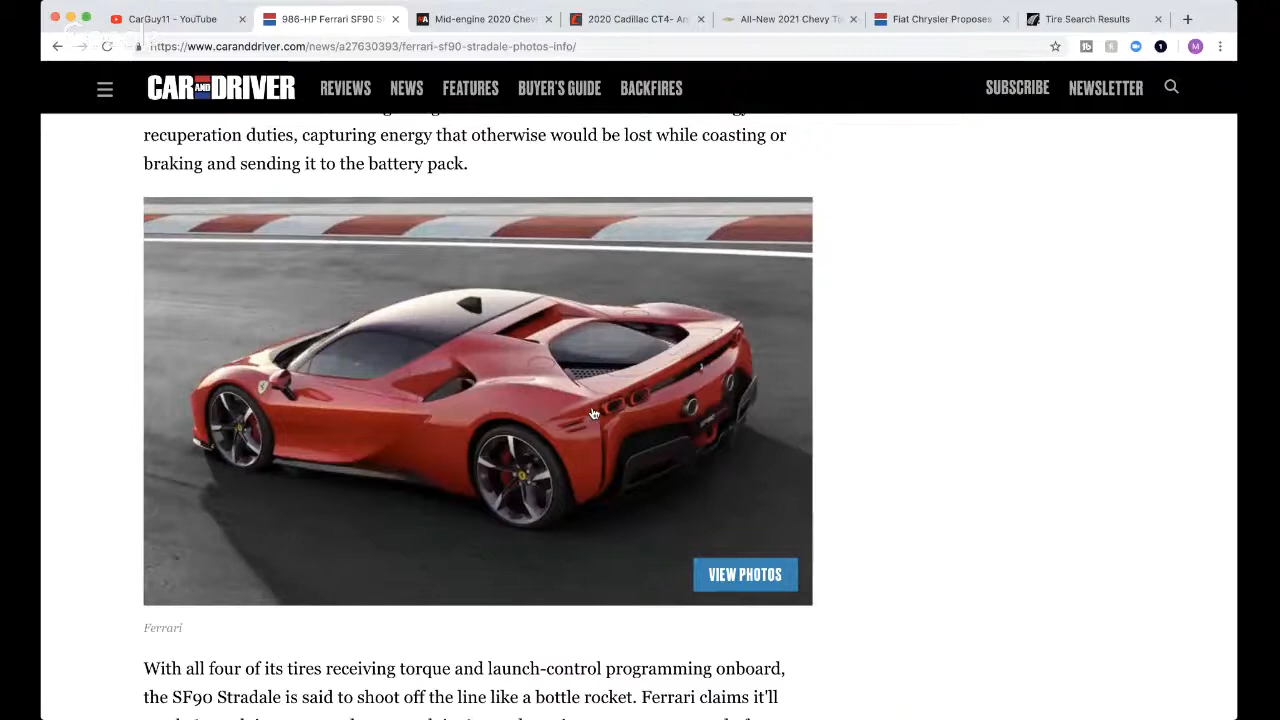 CarGuy11 - YouTube
986-HP Ferrari SF90 S
Mid-engine 2020 Chev
2020 Cadillac CT4- An
All-New 2021 Chevy T
Fiat Chrysler Proposes
Tire Search Results
https://www.caranddriver.com/news/a27630393/ferrari-sf90-stradale-photos-info/
M
CAR AND DRIVER
REVIEWS
NEWS
FEATURES
BUYER'S GUIDE
BACKFIRES
SUBSCRIBE
NEWSLETTER
recuperation duties, capturing energy that otherwise would be lost while coasting or
braking and sending it to the battery pack.
VIEW PHOTOS
Ferrari
With all four of its tires receiving torque and launch-control programming onboard,
the SF90 Stradale is said to shoot off the line like a bottle rocket. Ferrari claims it'll